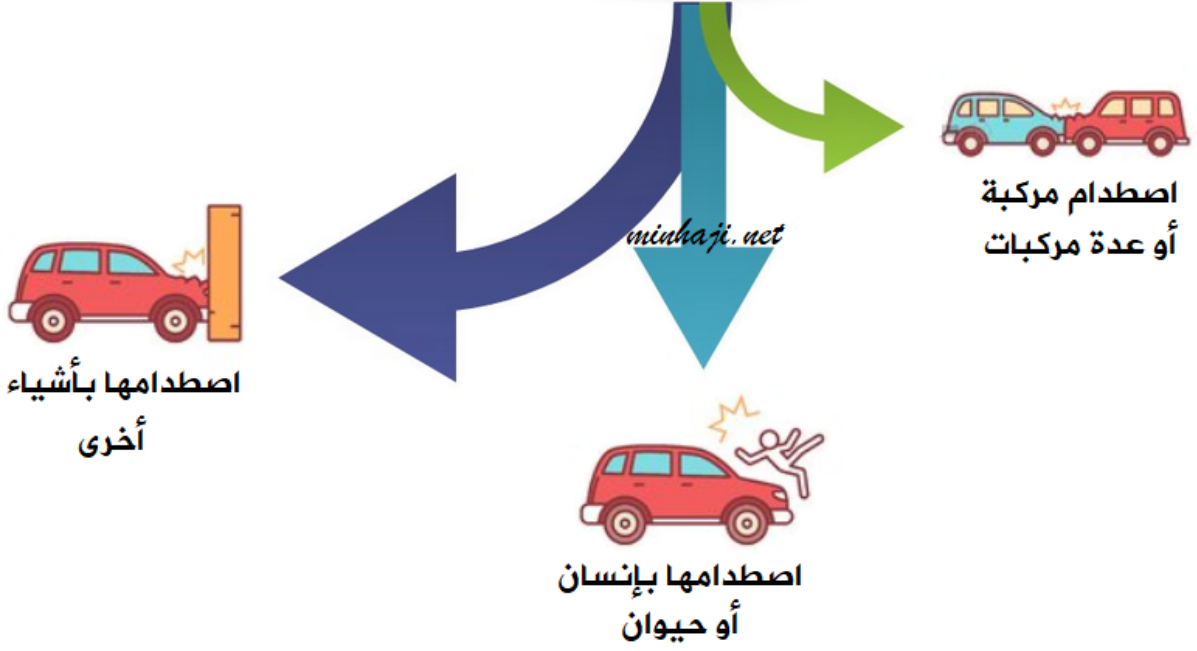 اصطدام مركبة
أو عدة مركبات
minhaji.net
اصطدامها بأشياء
أخرى
اصطدامها بإنسان
أو حيوان